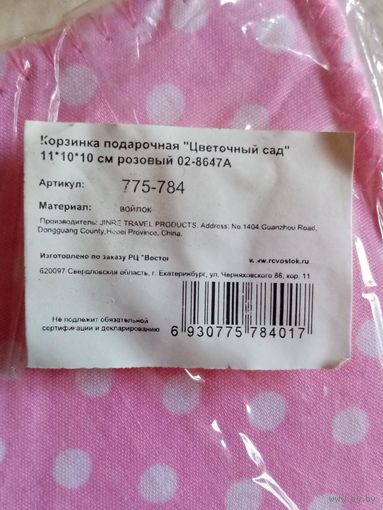 Корзинка подарочная "Цветочный сад"
11*10*10 см розовый 02-8647A
Артикул: 775-784
Материал: войлок
Производитель: JINRE TRAVEL PRODUCTS. Address: No.1404,Guanzhou Road,
Dongguang County,Hebei Province, China.
Изготовлено по заказу РЦ "Восток www.rcvostok.ru
620097 Свердловская область, г. Екатеринбург, ул. Черняховского 86, кор. 11
Не подлежит обязательной
сертификации и декларированию
6 930775 784017